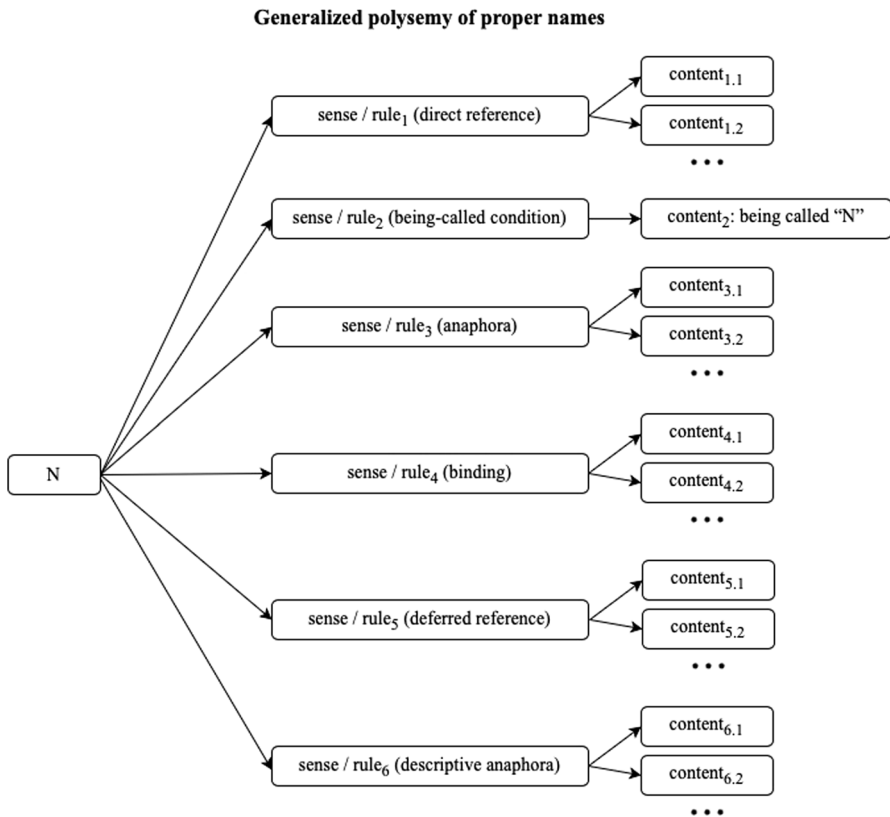 Generalized polysemy of proper names
content1.1
sense / rule1 (direct reference)
content1.2
• • •
sense / rule2 (being-called condition)
content2: being called “N”
content3.1
sense / rule3 (anaphora)
content3.2
• • •
content4.1
N
sense / rule4 (binding)
content4.2
• • •
content5.1
sense / rule5 (deferred reference)
content5.2
• • •
content6.1
sense / rule6 (descriptive anaphora)
content6.2
• • •